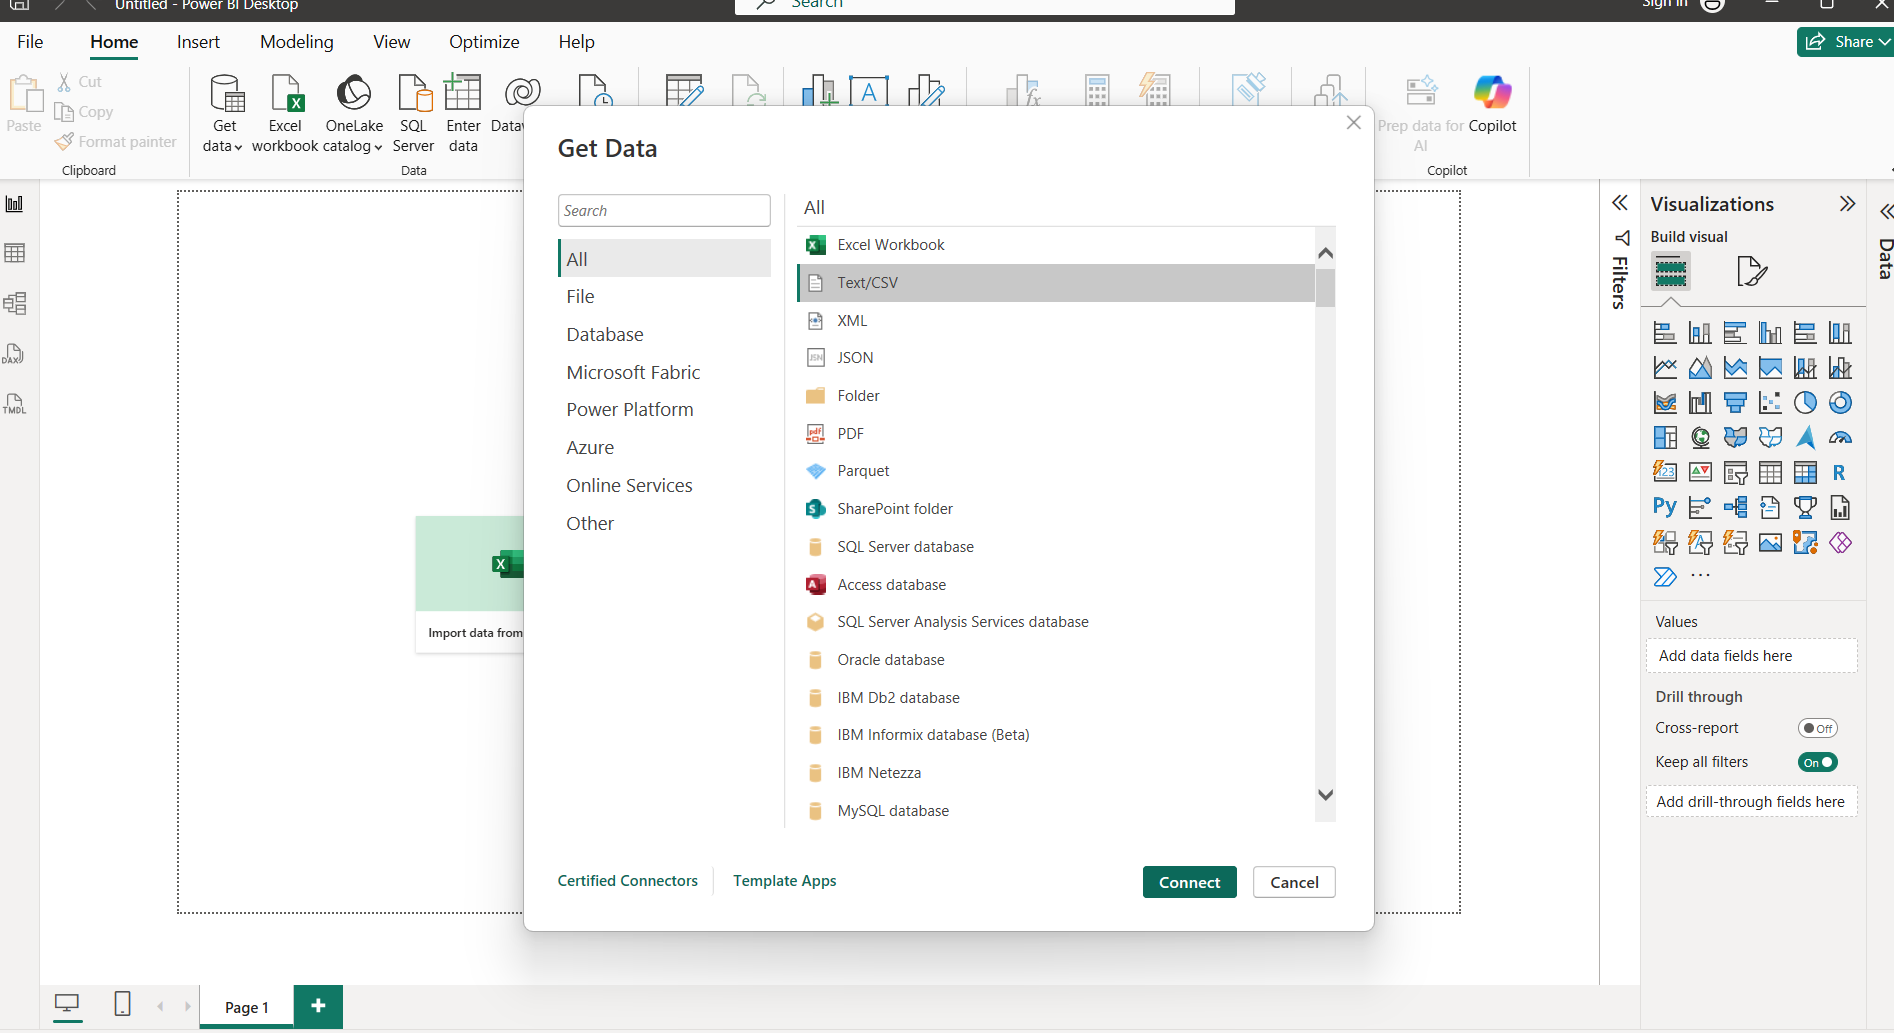 Untitled - Power BI Desktop
Search
Sign in
File
Home
Insert
Modeling
View
Optimize
Help
Share
Paste
Cut
Copy
Format painter
Clipboard
Get
data
Excel
workbook
OneLake
catalog
SQL
Server
Enter
data
Data
Prep data for
AI
Copilot
Copilot
Get Data
Search
All
File
Database
Microsoft Fabric
Power Platform
Azure
Online Services
Other
All
Excel Workbook
Text/CSV
XML
JSON
Folder
PDF
Parquet
SharePoint folder
SQL Server database
Access database
SQL Server Analysis Services database
Oracle database
IBM Db2 database
IBM Informix database (Beta)
IBM Netezza
MySQL database
Certified Connectors
Template Apps
Connect
Cancel
Import data from
DAX
TMDL
Filters
Visualizations
Build visual
123
R
Py
Values
Add data fields here
Drill through
Cross-report
Off
Keep all filters
On
Add drill-through fields here
Data
Page 1